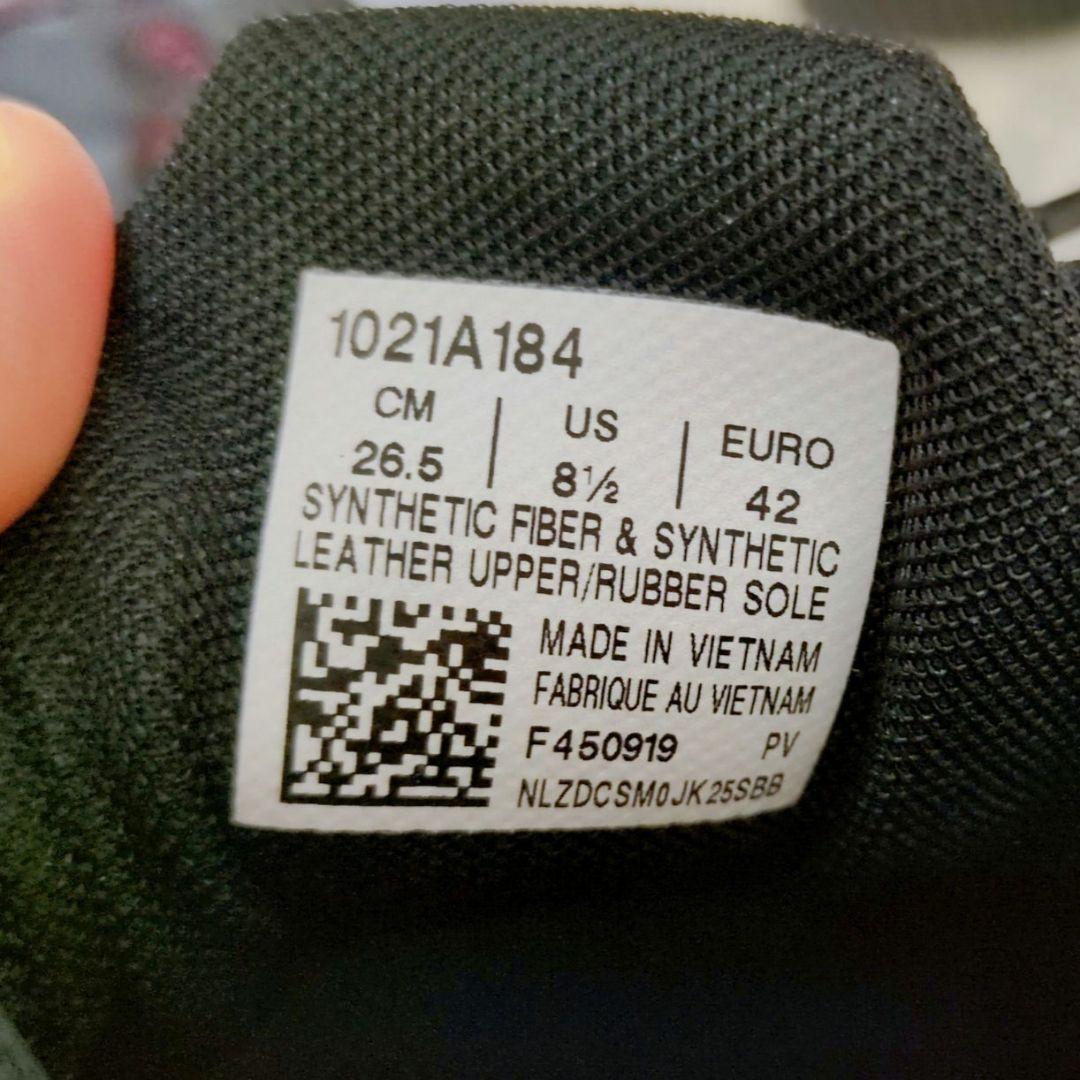 1021A184
CM | US | EURO
26.5 | 8½ | 42
SYNTHETIC FIBER & SYNTHETIC
LEATHER UPPER/RUBBER SOLE
MADE IN VIETNAM
FABRIQUE AU VIETNAM
F450919 PV
NLZDCSM0JK25SBB